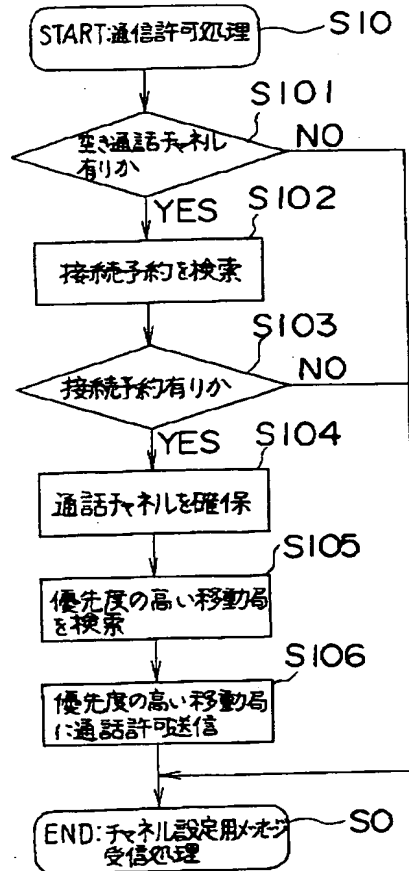 START:通信許可処理
S10
S101
空き通話チャネル
有りか
NO
YES
S102
接続予約を検索
S103
接続予約有りか
NO
YES
S104
通話チャネルを確保
S105
優先度の高い移動局
を検索
S106
優先度の高い移動局
に通話許可送信
END:チャネル設定用メッセージ
受信処理
S0